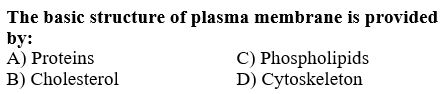 The basic structure of plasma membrane is provided
by:
A) Proteins C) Phospholipids
B) Cholesterol D) Cytoskeleton